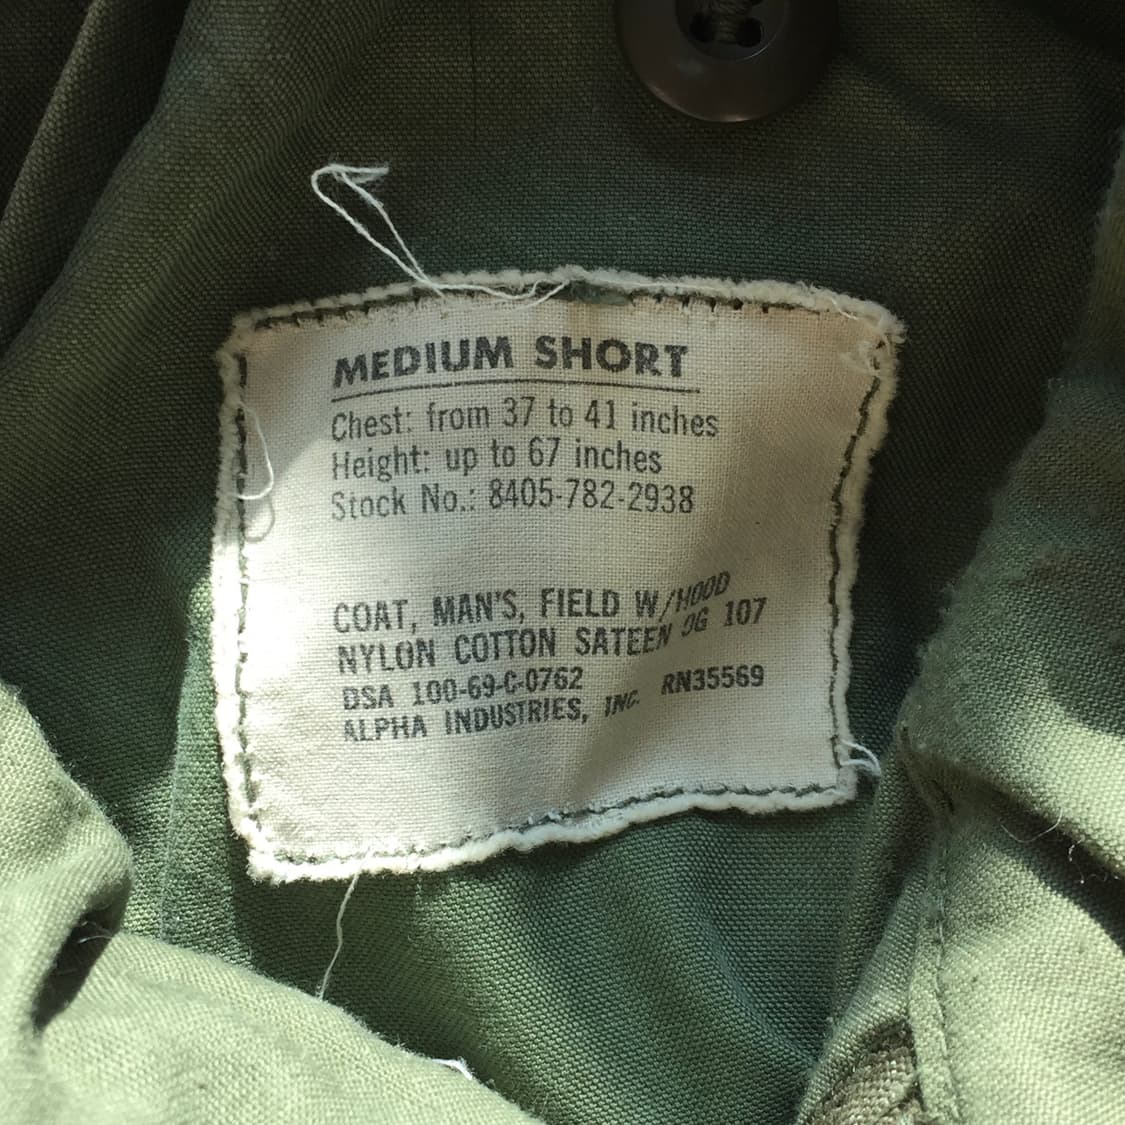 MEDIUM SHORT
Chest: from 37 to 41 inches
Height: up to 67 inches
Stock No.: 8405-782-2938
COAT, MAN'S, FIELD W/HOOD
NYLON COTTON SATEEN OG 107
DSA 100-69-C-0762
ALPHA INDUSTRIES, INC. RN35569